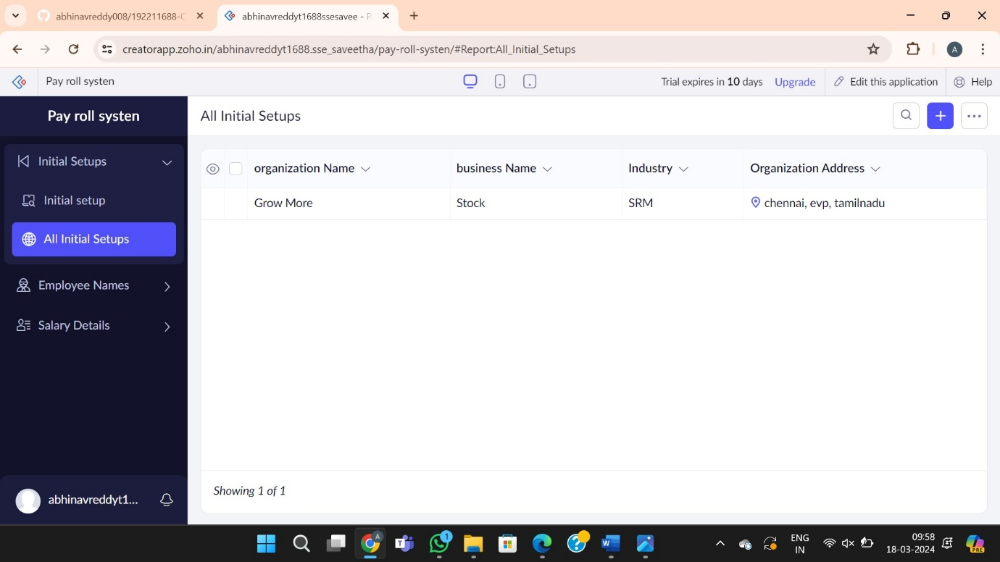 abhinavreddy008/192211688-C
abhinavreddyt1688ssesavee - P
creatorapp.zoho.in/abhinavreddyt1688.sse_saveetha/pay-roll-systen/#Report:All_Initial_Setups
A
Pay roll systen
Trial expires in 10 days
Upgrade
Edit this application
Help
Pay roll systen
All Initial Setups
Initial Setups
Initial setup
All Initial Setups
Employee Names
Salary Details
organization Name
business Name
Industry
Organization Address
Grow More
Stock
SRM
chennai, evp, tamilnadu
Showing 1 of 1
abhinavreddyt1...
A
T
1
W
ENG
IN
09:58
18-03-2024
PRE